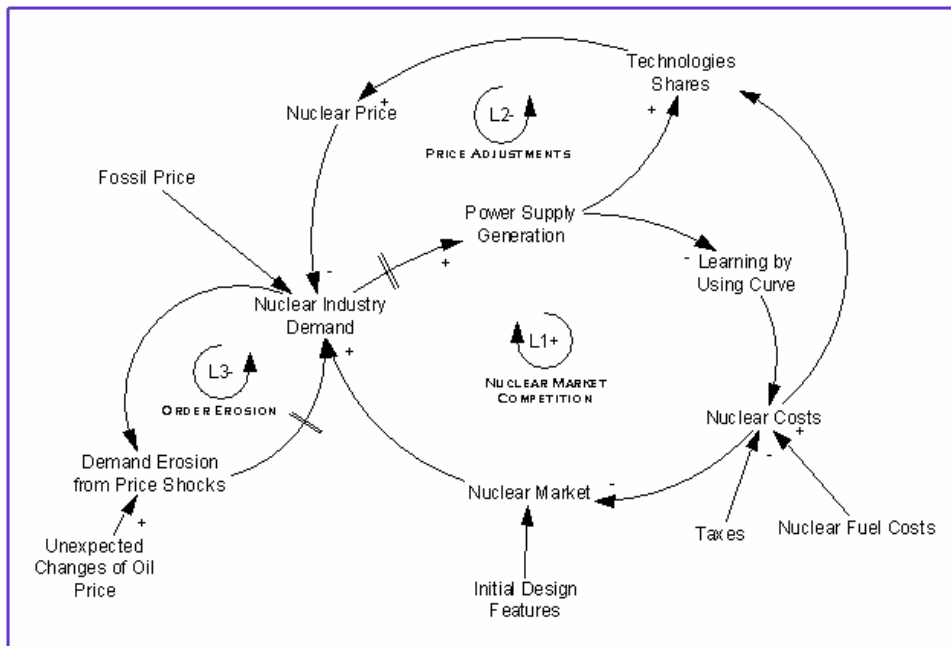 Technologies
Shares
+
Nuclear Price
+
L2-
PRICE ADJUSTMENTS
Fossil Price
Power Supply
Generation
+
-
Learning by
Using Curve
-
Nuclear Industry
Demand
+
L1+
NUCLEAR MARKET
COMPETITION
L3-
ORDER EROSION
Nuclear Costs
+
-
Demand Erosion
from Price Shocks
Nuclear Market
-
+
Unexpected
Changes of Oil
Price
Taxes
Nuclear Fuel Costs
Initial Design
Features